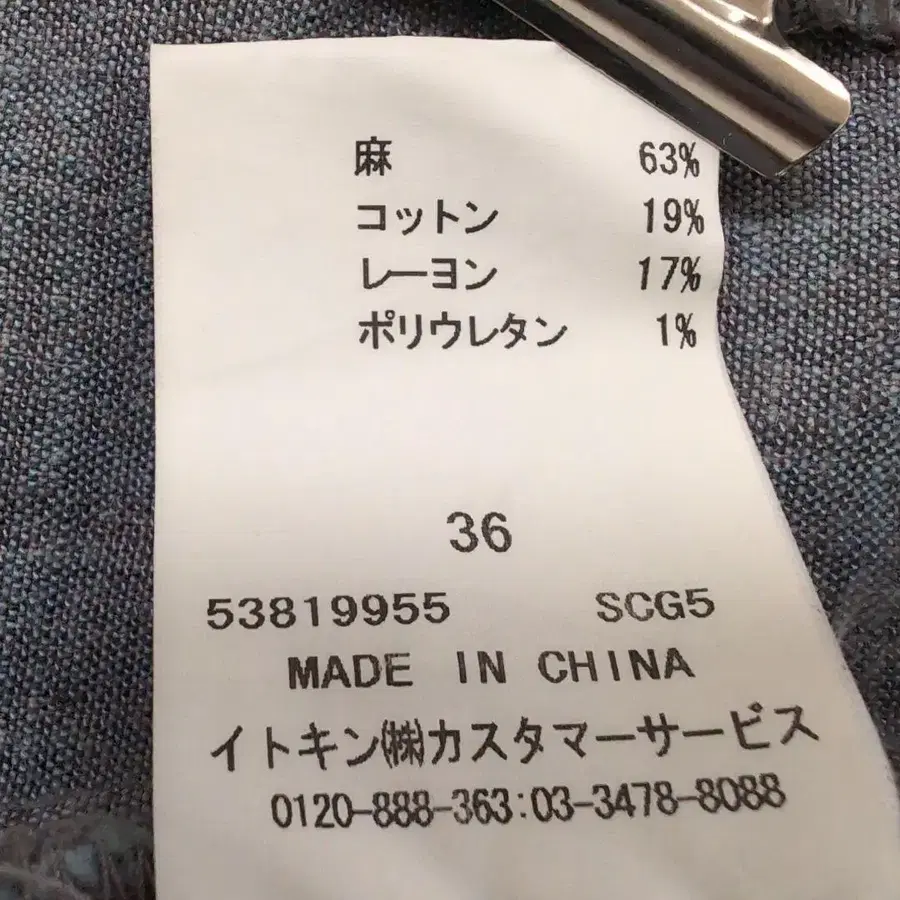 麻 63%
コットン 19%
レーヨン 17%
ポリウレタン 1%
36
53819955 SCG5
MADE IN CHINA
イトキン㈱カスタマーサービス
0120-888-363:03-3478-8088